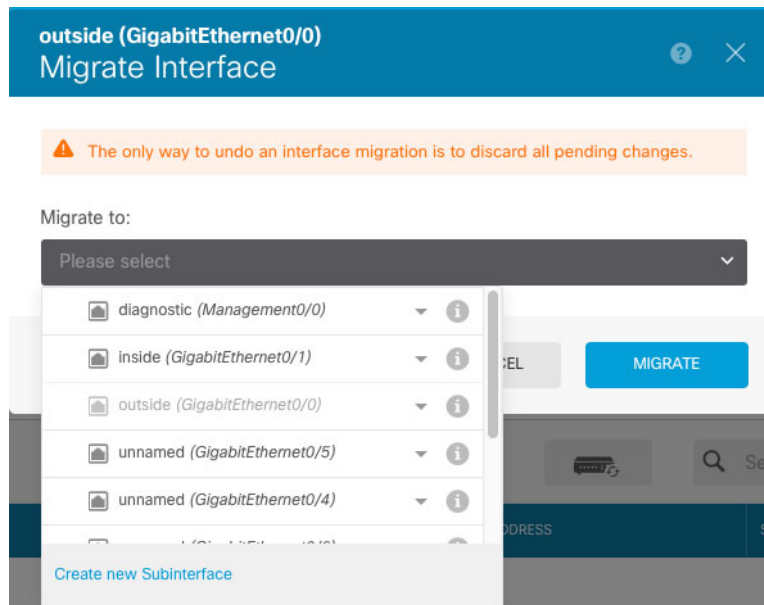 outside (GigabitEthernet0/0)
Migrate Interface
The only way to undo an interface migration is to discard all pending changes.
Migrate to:
Please select
diagnostic (Management0/0)
inside (GigabitEthernet0/1)
outside (GigabitEthernet0/0)
unnamed (GigabitEthernet0/5)
unnamed (GigabitEthernet0/4)
MIGRATE
Create new Subinterface